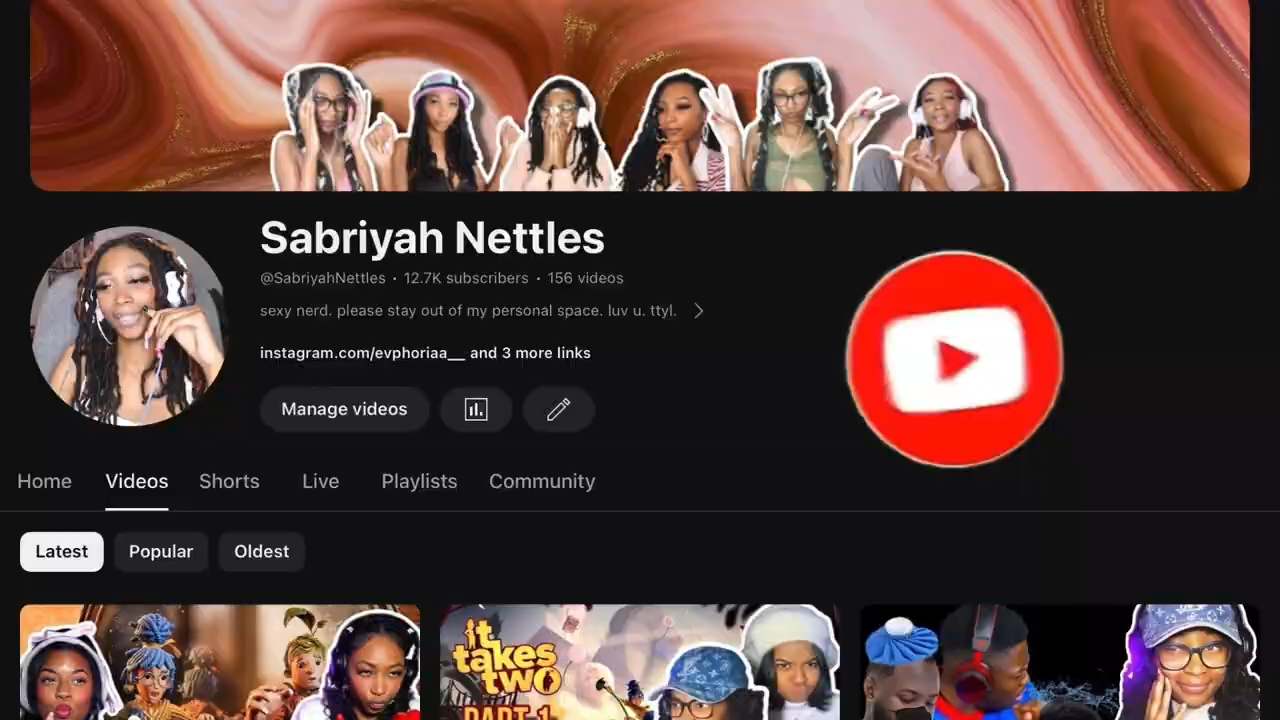 Sabriyah Nettles
@SabriyahNettles · 12.7K subscribers · 156 videos
sexy nerd. please stay out of my personal space. luv u. ttyl.
instagram.com/evphoriaa__ and 3 more links
Manage videos
Home Videos Shorts Live Playlists Community
Latest Popular Oldest
it
takes
two
PART 1